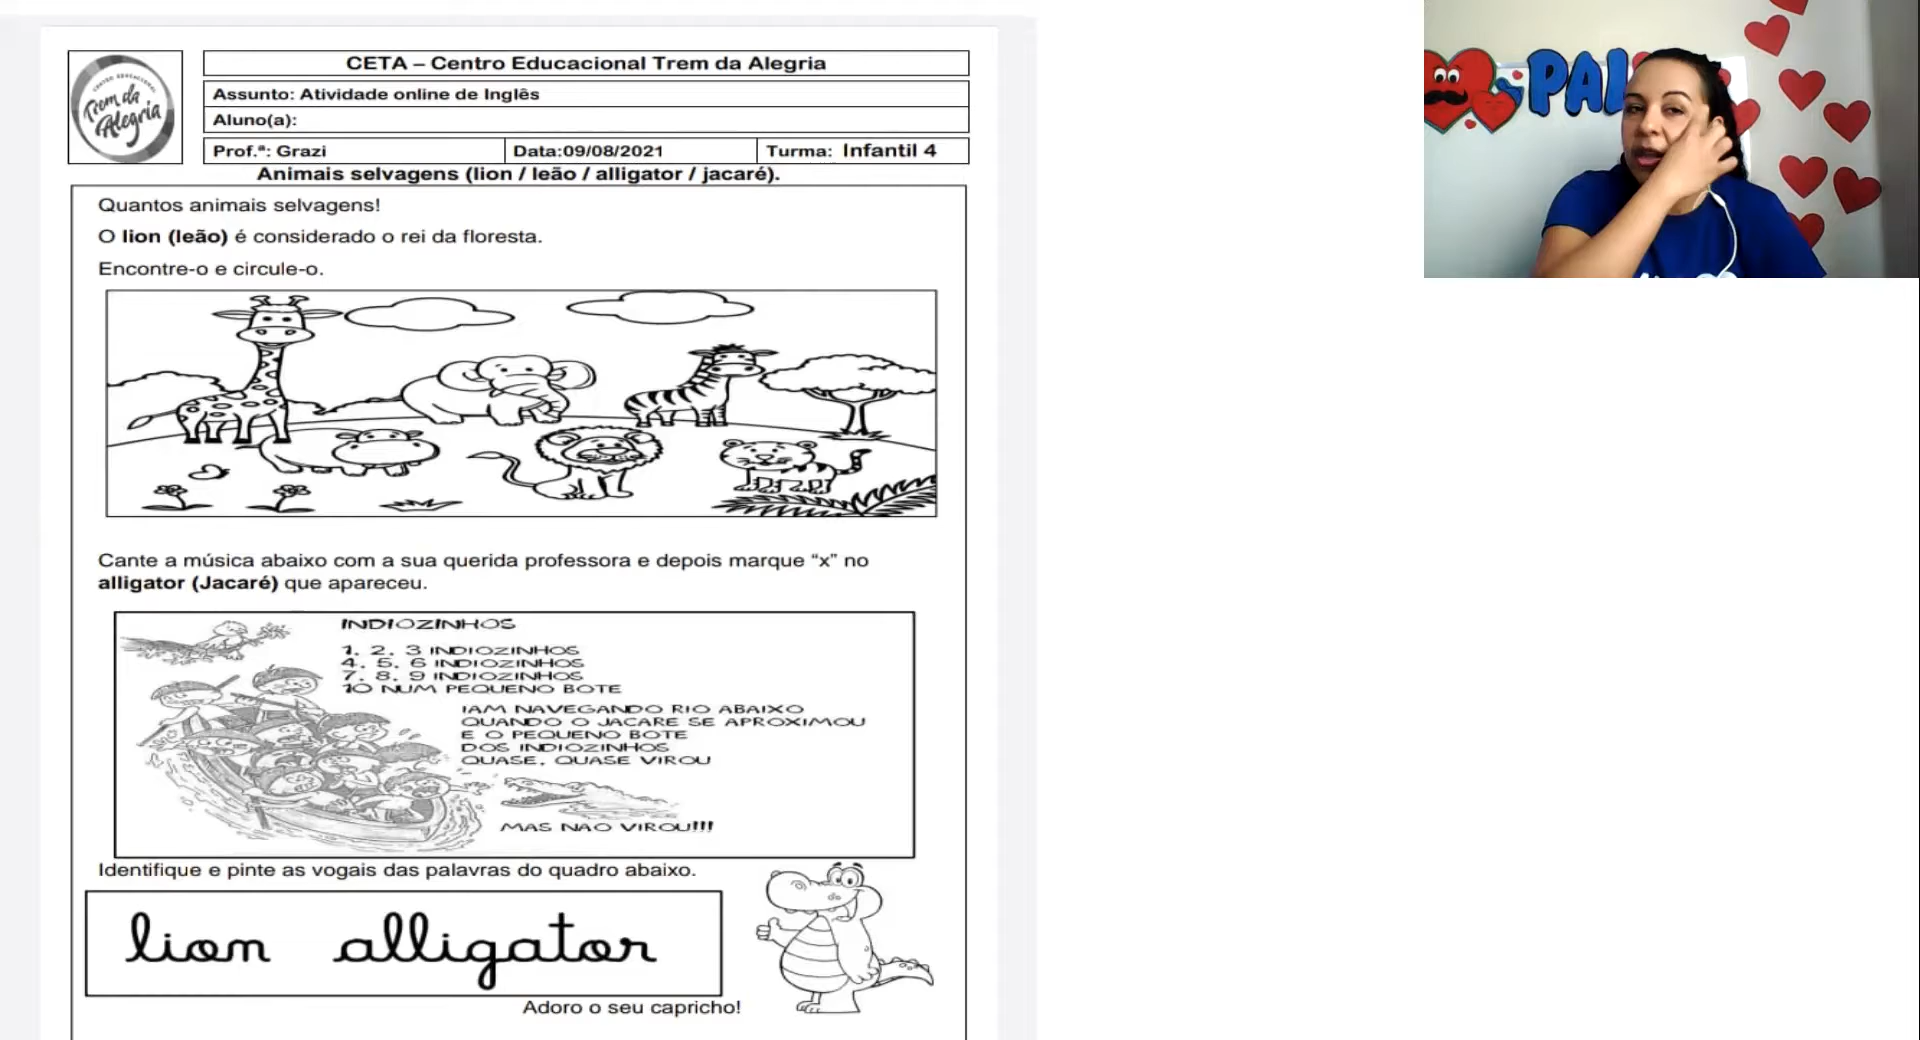 CETA – Centro Educacional Trem da Alegria
CENTRO EDUCACIONAL
Trem da
Alegria
Assunto: Atividade online de Inglês
Aluno(a):
Prof.ª: Grazi
Data:09/08/2021
Turma: Infantil 4
Animais selvagens (lion / leão / alligator / jacaré).
Quantos animais selvagens!
O lion (leão) é considerado o rei da floresta.
Encontre-o e circule-o.
Cante a música abaixo com a sua querida professora e depois marque “x” no
alligator (Jacaré) que apareceu.
INDIOZINHOS
1, 2, 3 INDIOZINHOS
4, 5, 6 INDIOZINHOS
7, 8, 9 INDIOZINHOS
10 NUM PEQUENO BOTE
IAM NAVEGANDO RIO ABAIXO
QUANDO O JACARE SE APROXIMOU
E O PEQUENO BOTE
DOS INDIOZINHOS
QUASE, QUASE VIROU
MAS NAO VIROU!!!
Identifique e pinte as vogais das palavras do quadro abaixo.
lion alligator
Adoro o seu capricho!
PAI